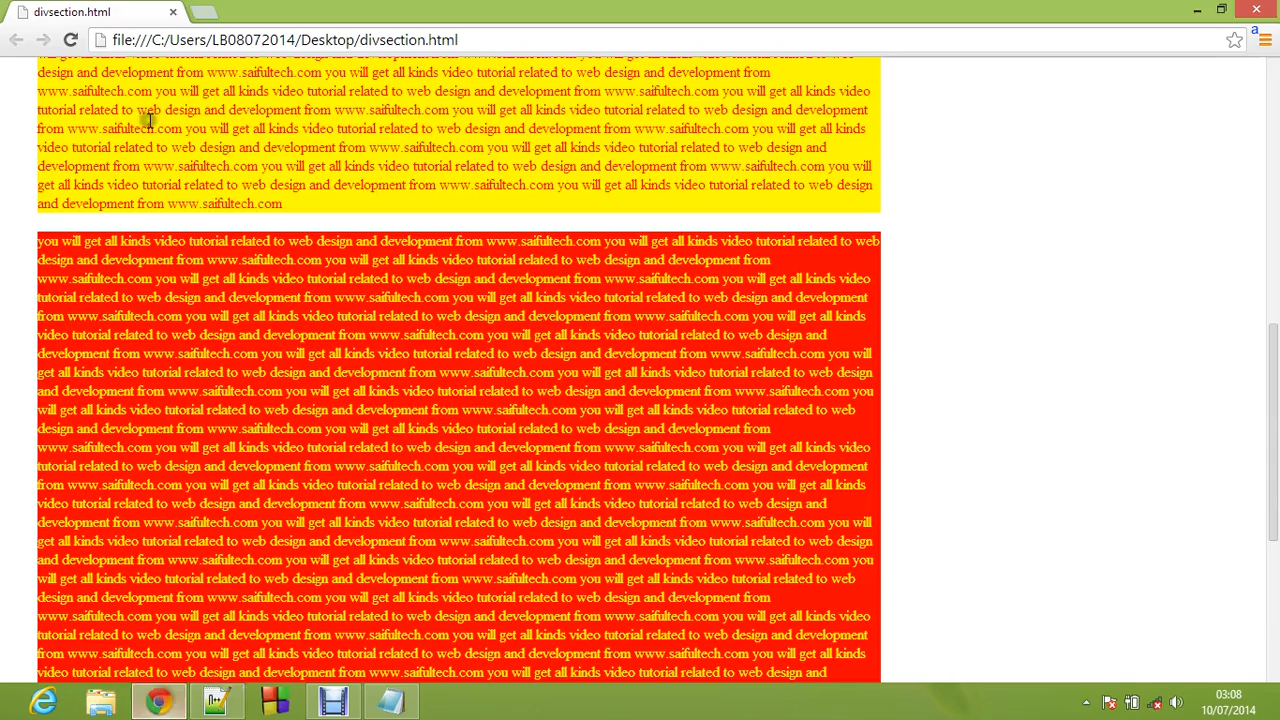 divsection.html
file:///C:/Users/LB08072014/Desktop/divsection.html
will get all kinds video tutorial related to web design and development from www.saifultech.com you will get all kinds video tutorial related to web
design and development from www.saifultech.com you will get all kinds video tutorial related to web design and development from
www.saifultech.com you will get all kinds video tutorial related to web design and development from www.saifultech.com you will get all kinds video
tutorial related to web design and development from www.saifultech.com you will get all kinds video tutorial related to web design and development
from www.saifultech.com you will get all kinds video tutorial related to web design and development from www.saifultech.com you will get all kinds
video tutorial related to web design and development from www.saifultech.com you will get all kinds video tutorial related to web design and
development from www.saifultech.com you will get all kinds video tutorial related to web design and development from www.saifultech.com you will
get all kinds video tutorial related to web design and development from www.saifultech.com you will get all kinds video tutorial related to web design
and development from www.saifultech.com
you will get all kinds video tutorial related to web design and development from www.saifultech.com you will get all kinds video tutorial related to web
design and development from www.saifultech.com you will get all kinds video tutorial related to web design and development from
www.saifultech.com you will get all kinds video tutorial related to web design and development from www.saifultech.com you will get all kinds video
tutorial related to web design and development from www.saifultech.com you will get all kinds video tutorial related to web design and development
from www.saifultech.com you will get all kinds video tutorial related to web design and development from www.saifultech.com you will get all kinds
video tutorial related to web design and development from www.saifultech.com you will get all kinds video tutorial related to web design and
development from www.saifultech.com you will get all kinds video tutorial related to web design and development from www.saifultech.com you will
get all kinds video tutorial related to web design and development from www.saifultech.com you will get all kinds video tutorial related to web design
and development from www.saifultech.com you will get all kinds video tutorial related to web design and development from www.saifultech.com you
will get all kinds video tutorial related to web design and development from www.saifultech.com you will get all kinds video tutorial related to web
design and development from www.saifultech.com you will get all kinds video tutorial related to web design and development from
www.saifultech.com you will get all kinds video tutorial related to web design and development from www.saifultech.com you will get all kinds video
tutorial related to web design and development from www.saifultech.com you will get all kinds video tutorial related to web design and development
from www.saifultech.com you will get all kinds video tutorial related to web design and development from www.saifultech.com you will get all kinds
video tutorial related to web design and development from www.saifultech.com you will get all kinds video tutorial related to web design and
development from www.saifultech.com you will get all kinds video tutorial related to web design and development from www.saifultech.com you will
get all kinds video tutorial related to web design and development from www.saifultech.com you will get all kinds video tutorial related to web design
and development from www.saifultech.com you will get all kinds video tutorial related to web design and development from www.saifultech.com you
will get all kinds video tutorial related to web design and development from www.saifultech.com you will get all kinds video tutorial related to web
design and development from www.saifultech.com you will get all kinds video tutorial related to web design and development from
www.saifultech.com you will get all kinds video tutorial related to web design and development from www.saifultech.com you will get all kinds video
tutorial related to web design and development from www.saifultech.com you will get all kinds video tutorial related to web design and development
from www.saifultech.com you will get all kinds video tutorial related to web design and development from www.saifultech.com you will get all kinds
video tutorial related to web design and development from www.saifultech.com you will get all kinds video tutorial related to web design and
03:08
10/07/2014